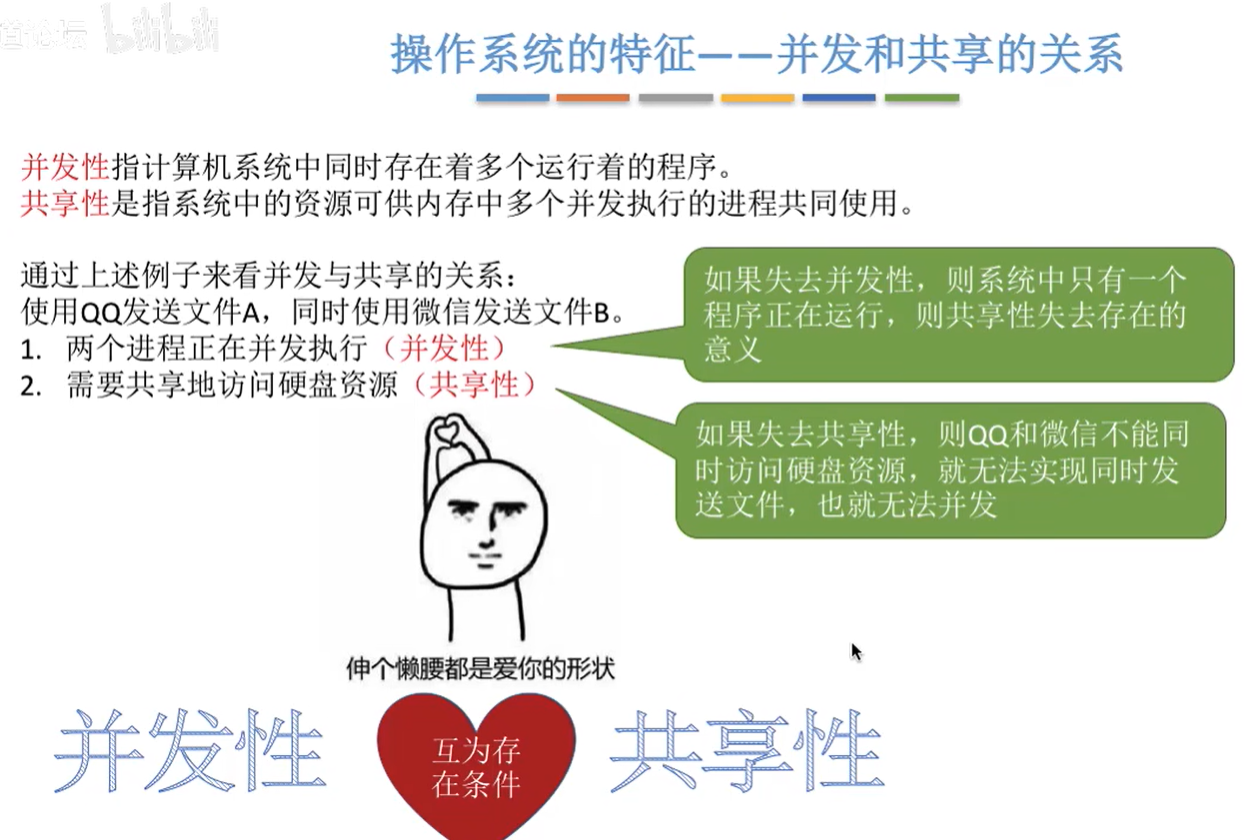 道论坛 bilibili
操作系统的特征——并发和共享的关系
并发性指计算机系统中同时存在着多个运行着的程序。
共享性是指系统中的资源可供内存中多个并发执行的进程共同使用。
通过上述例子来看并发与共享的关系：
使用QQ发送文件A，同时使用微信发送文件B。
1. 两个进程正在并发执行（并发性）
2. 需要共享地访问硬盘资源（共享性）
如果失去并发性，则系统中只有一个
程序正在运行，则共享性失去存在的
意义
如果失去共享性，则QQ和微信不能同
时访问硬盘资源，就无法实现同时发
送文件，也就无法并发
伸个懒腰都是爱你的形状
并发性
互为存
在条件
共享性